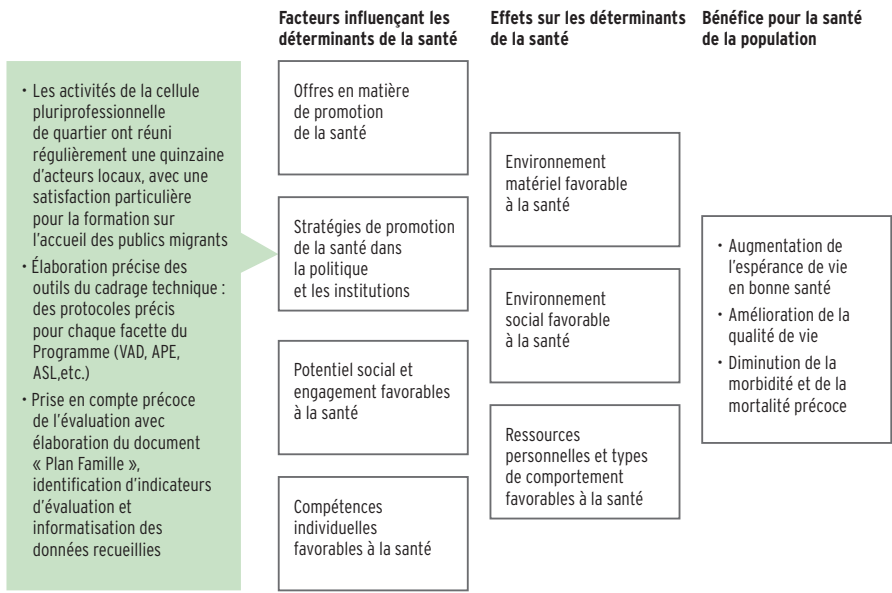 Facteurs influençant les
déterminants de la santé
Effets sur les déterminants
de la santé
Bénéfice pour la santé
de la population
• Les activités de la cellule
pluriprofessionnelle
de quartier ont réuni
régulièrement une quinzaine
d'acteurs locaux, avec une
satisfaction particulière
pour la formation sur
l'accueil des publics migrants
• Élaboration précise des
outils du cadrage technique :
des protocoles précis
pour chaque facette du
Programme (VAD, APE,
ASL,etc.)
• Prise en compte précoce
de l'évaluation avec
élaboration du document
« Plan Famille »,
identification d'indicateurs
d'évaluation et
informatisation des
données recueillies
Offres en matière
de promotion
de la santé
Stratégies de promotion
de la santé dans
la politique
et les institutions
Potentiel social et
engagement favorables
à la santé
Compétences
individuelles
favorables à la santé
Environnement
matériel favorable
à la santé
Environnement
social favorable
à la santé
Ressources
personnelles et types
de comportement
favorables à la santé
• Augmentation de
l'espérance de vie
en bonne santé
• Amélioration de la
qualité de vie
• Diminution de la
morbidité et de la
mortalité précoce